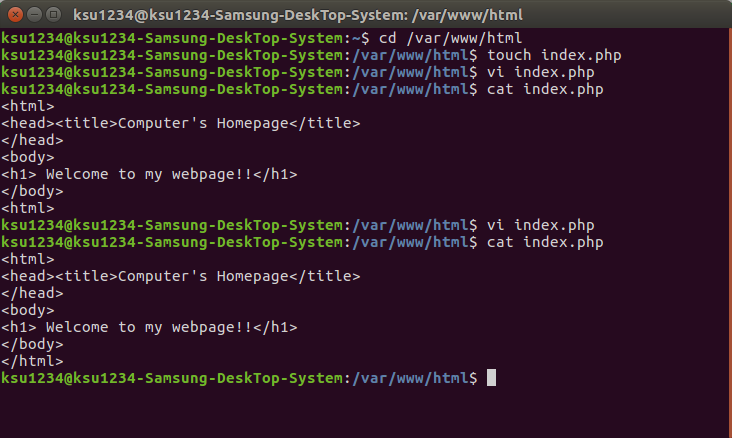 ksu1234@ksu1234-Samsung-DeskTop-System: /var/www/html
ksu1234@ksu1234-Samsung-DeskTop-System:~$ cd /var/www/html
ksu1234@ksu1234-Samsung-DeskTop-System:/var/www/html$ touch index.php
ksu1234@ksu1234-Samsung-DeskTop-System:/var/www/html$ vi index.php
ksu1234@ksu1234-Samsung-DeskTop-System:/var/www/html$ cat index.php
<html>
<head><title>Computer's Homepage</title>
</head>
<body>
<h1> Welcome to my webpage!!</h1>
</body>
<html>
ksu1234@ksu1234-Samsung-DeskTop-System:/var/www/html$ vi index.php
ksu1234@ksu1234-Samsung-DeskTop-System:/var/www/html$ cat index.php
<html>
<head><title>Computer's Homepage</title>
</head>
<body>
<h1> Welcome to my webpage!!</h1>
</body>
</html>
ksu1234@ksu1234-Samsung-DeskTop-System:/var/www/html$